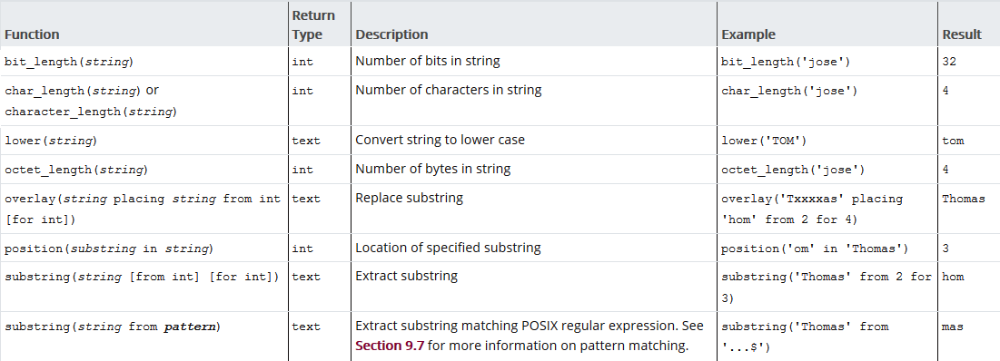 Function Return Type Description Example Result
bit_length(string) int Number of bits in string bit_length('jose') 32
char_length(string) or int Number of characters in string char_length('jose') 4
character_length(string)
lower(string) text Convert string to lower case lower('TOM') tom
octet_length(string) int Number of bytes in string octet_length('jose') 4
overlay(string placing string from int text Replace substring overlay('Txxxxas' placing Thomas
[for int]) 'hom' from 2 for 4)
position(substring in string) int Location of specified substring position('om' in 'Thomas') 3
substring(string [from int] [for int]) text Extract substring substring('Thomas' from 2 for hom
3)
substring(string from pattern) text Extract substring matching POSIX regular expression. See substring('Thomas' from mas
Section 9.7 for more information on pattern matching. '...$')